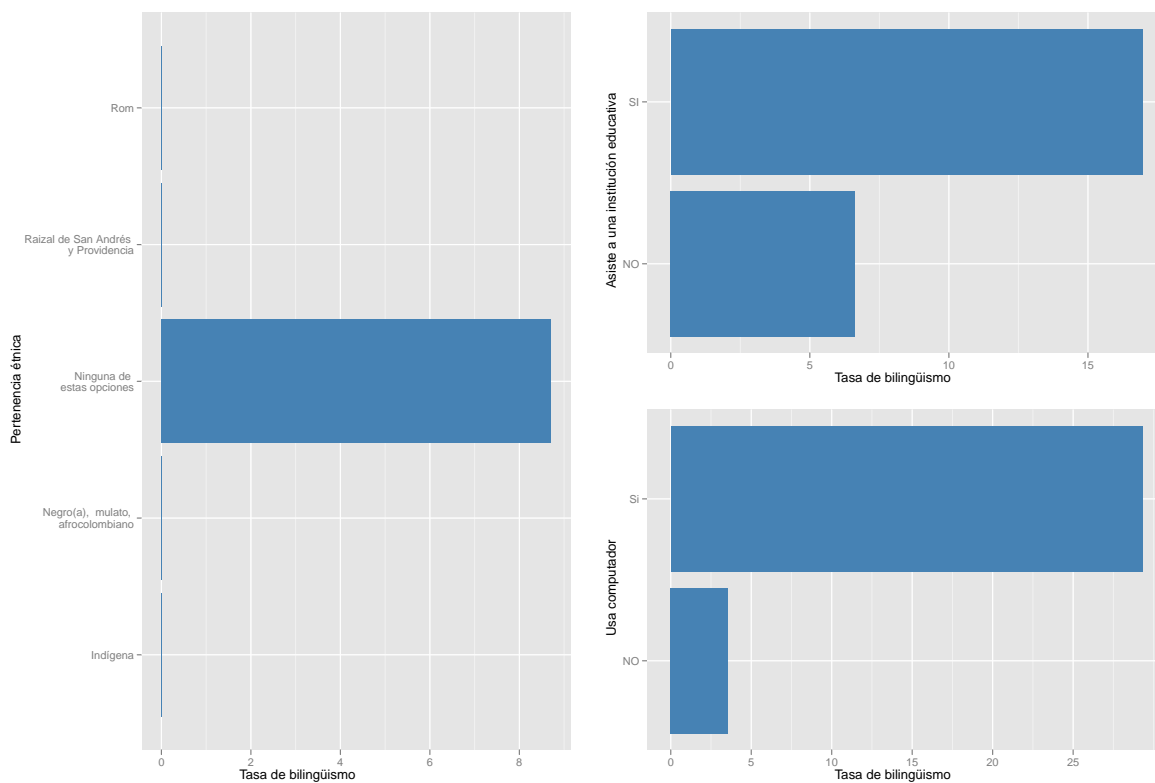 Pertenencia étnica
Rom
Raizal de San Andrés
y Providencia
Ninguna de
estas opciones
Negro(a), mulato,
afrocolombiano
Indígena
0 2 4 6 8
Tasa de bilingüismo
Asiste a una institución educativa
SI
NO
0 5 10 15
Tasa de bilingüismo
Usa computador
Si
NO
0 5 10 15 20 25
Tasa de bilingüismo